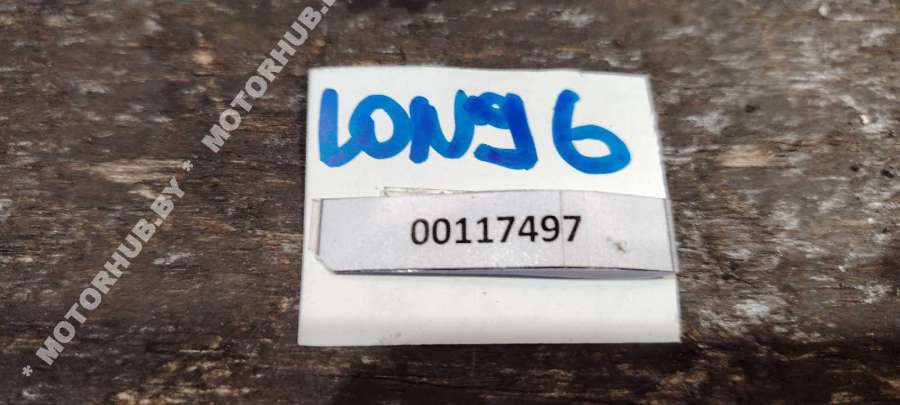 LONG 6
00117497
* MOTORHUB.BY * MOTORHUB.BY